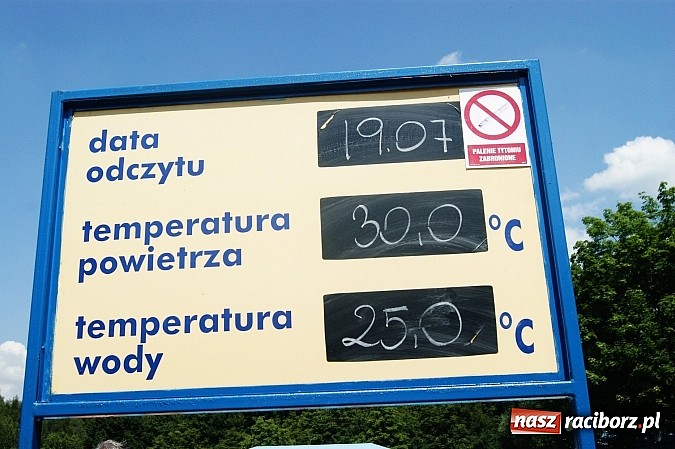 data
odczytu
19.07
PALENIE TYTONIU
ZABRONIONE
temperatura
powietrza
30,0 °C
temperatura
wody
25,0 °C
nasz raciborz.pl